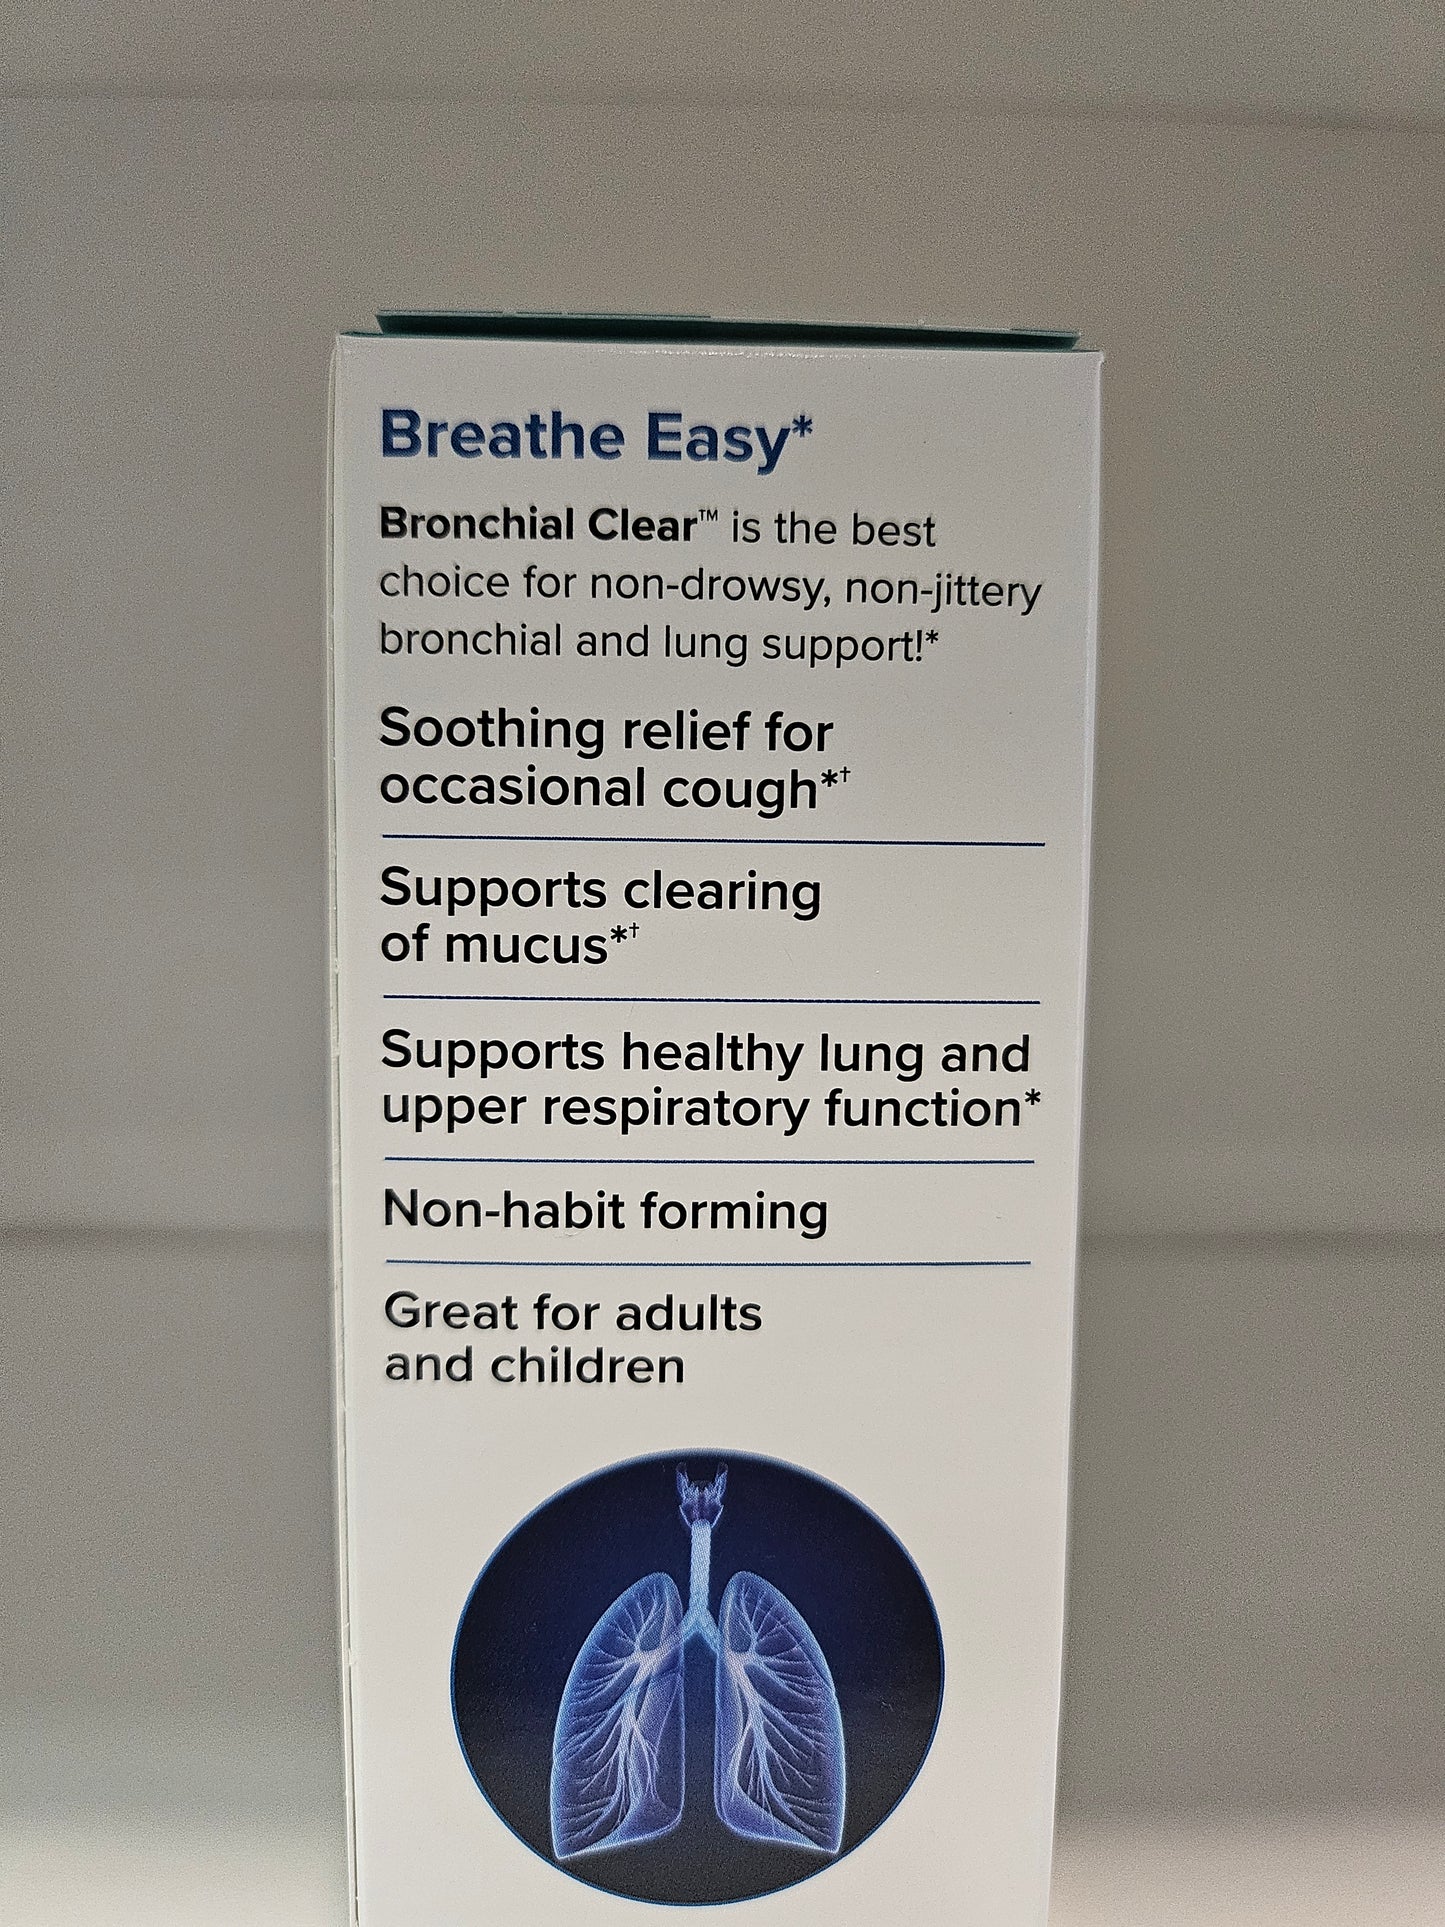 Breathe Easy*
Bronchial Clear™ is the best
choice for non-drowsy, non-jittery
bronchial and lung support!*
Soothing relief for
occasional cough*†
Supports clearing
of mucus*†
Supports healthy lung and
upper respiratory function*
Non-habit forming
Great for adults
and children